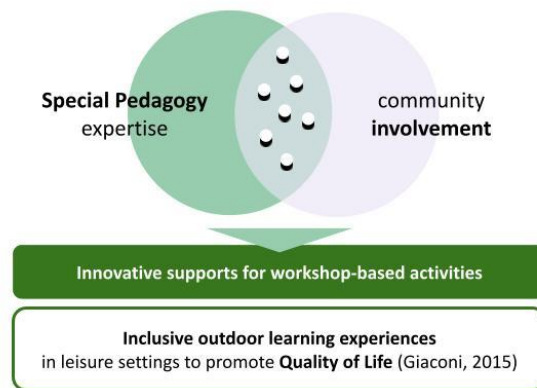 Special Pedagogy
expertise
community
involvement
Innovative supports for workshop-based activities
Inclusive outdoor learning experiences
in leisure settings to promote Quality of Life (Giaconi, 2015)